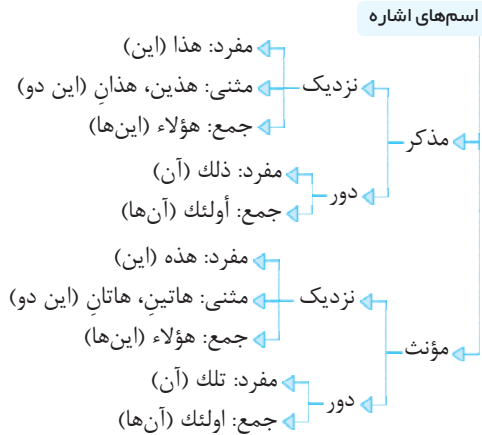 اسم‌های اشاره
مذکر
نزدیک
مفرد: هذا (این)
مثنی: هذین، هذانِ (این دو)
جمع: هؤلاء (این‌ها)
دور
مفرد: ذلك (آن)
جمع: أولئك (آن‌ها)
مؤنث
نزدیک
مفرد: هذه (این)
مثنی: هاتینِ، هاتانِ (این دو)
جمع: هؤلاء (این‌ها)
دور
مفرد: تلك (آن)
جمع: اولئك (آن‌ها)